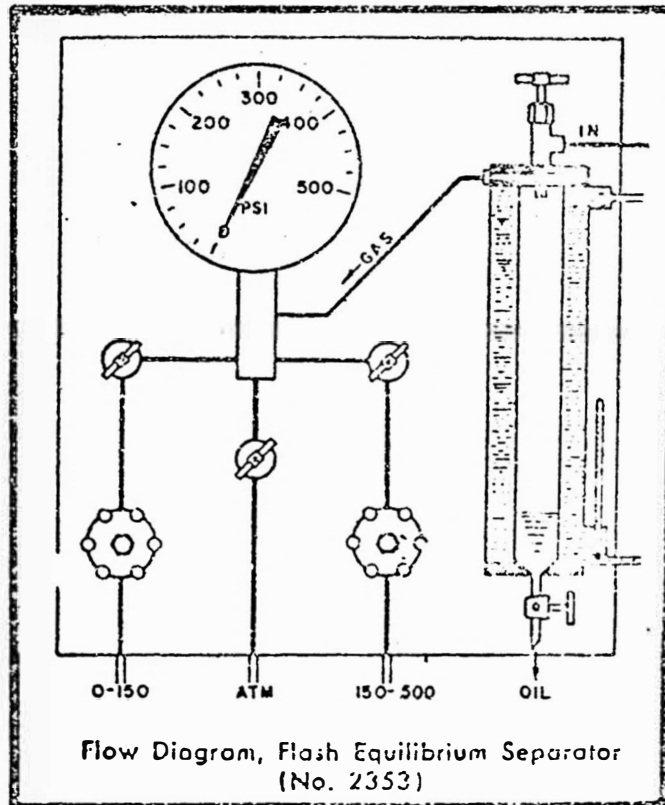 300
200 400
100 500
PSI
0
IN
GAS
0-150 ATM 150-500 OIL
Flow Diagram, Flash Equilibrium Separator
(No. 2353)